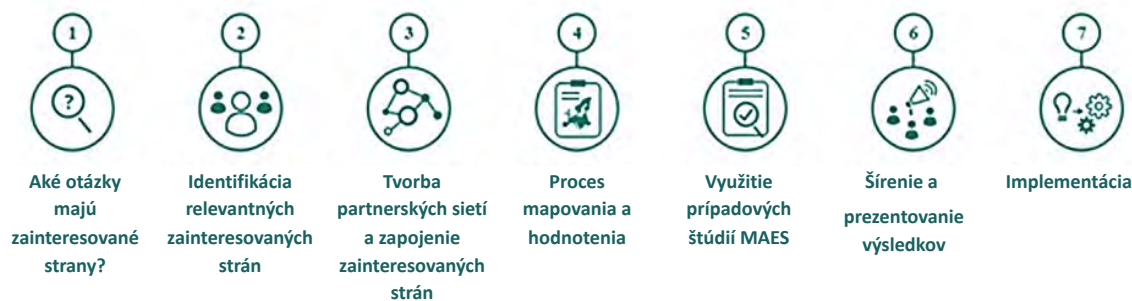 1
2
3
4
5
6
7
?
Aké otázky
majú
zainteresované
strany?
Identifikácia
relevantných
zainteresovaných
strán
Tvorba
partnerských sietí
a zapojenie
zainteresovaných
strán
Proces
mapovania a
hodnotenia
Využitie
prípadových
štúdií MAES
Šírenie a
prezentovanie
výsledkov
Implementácia